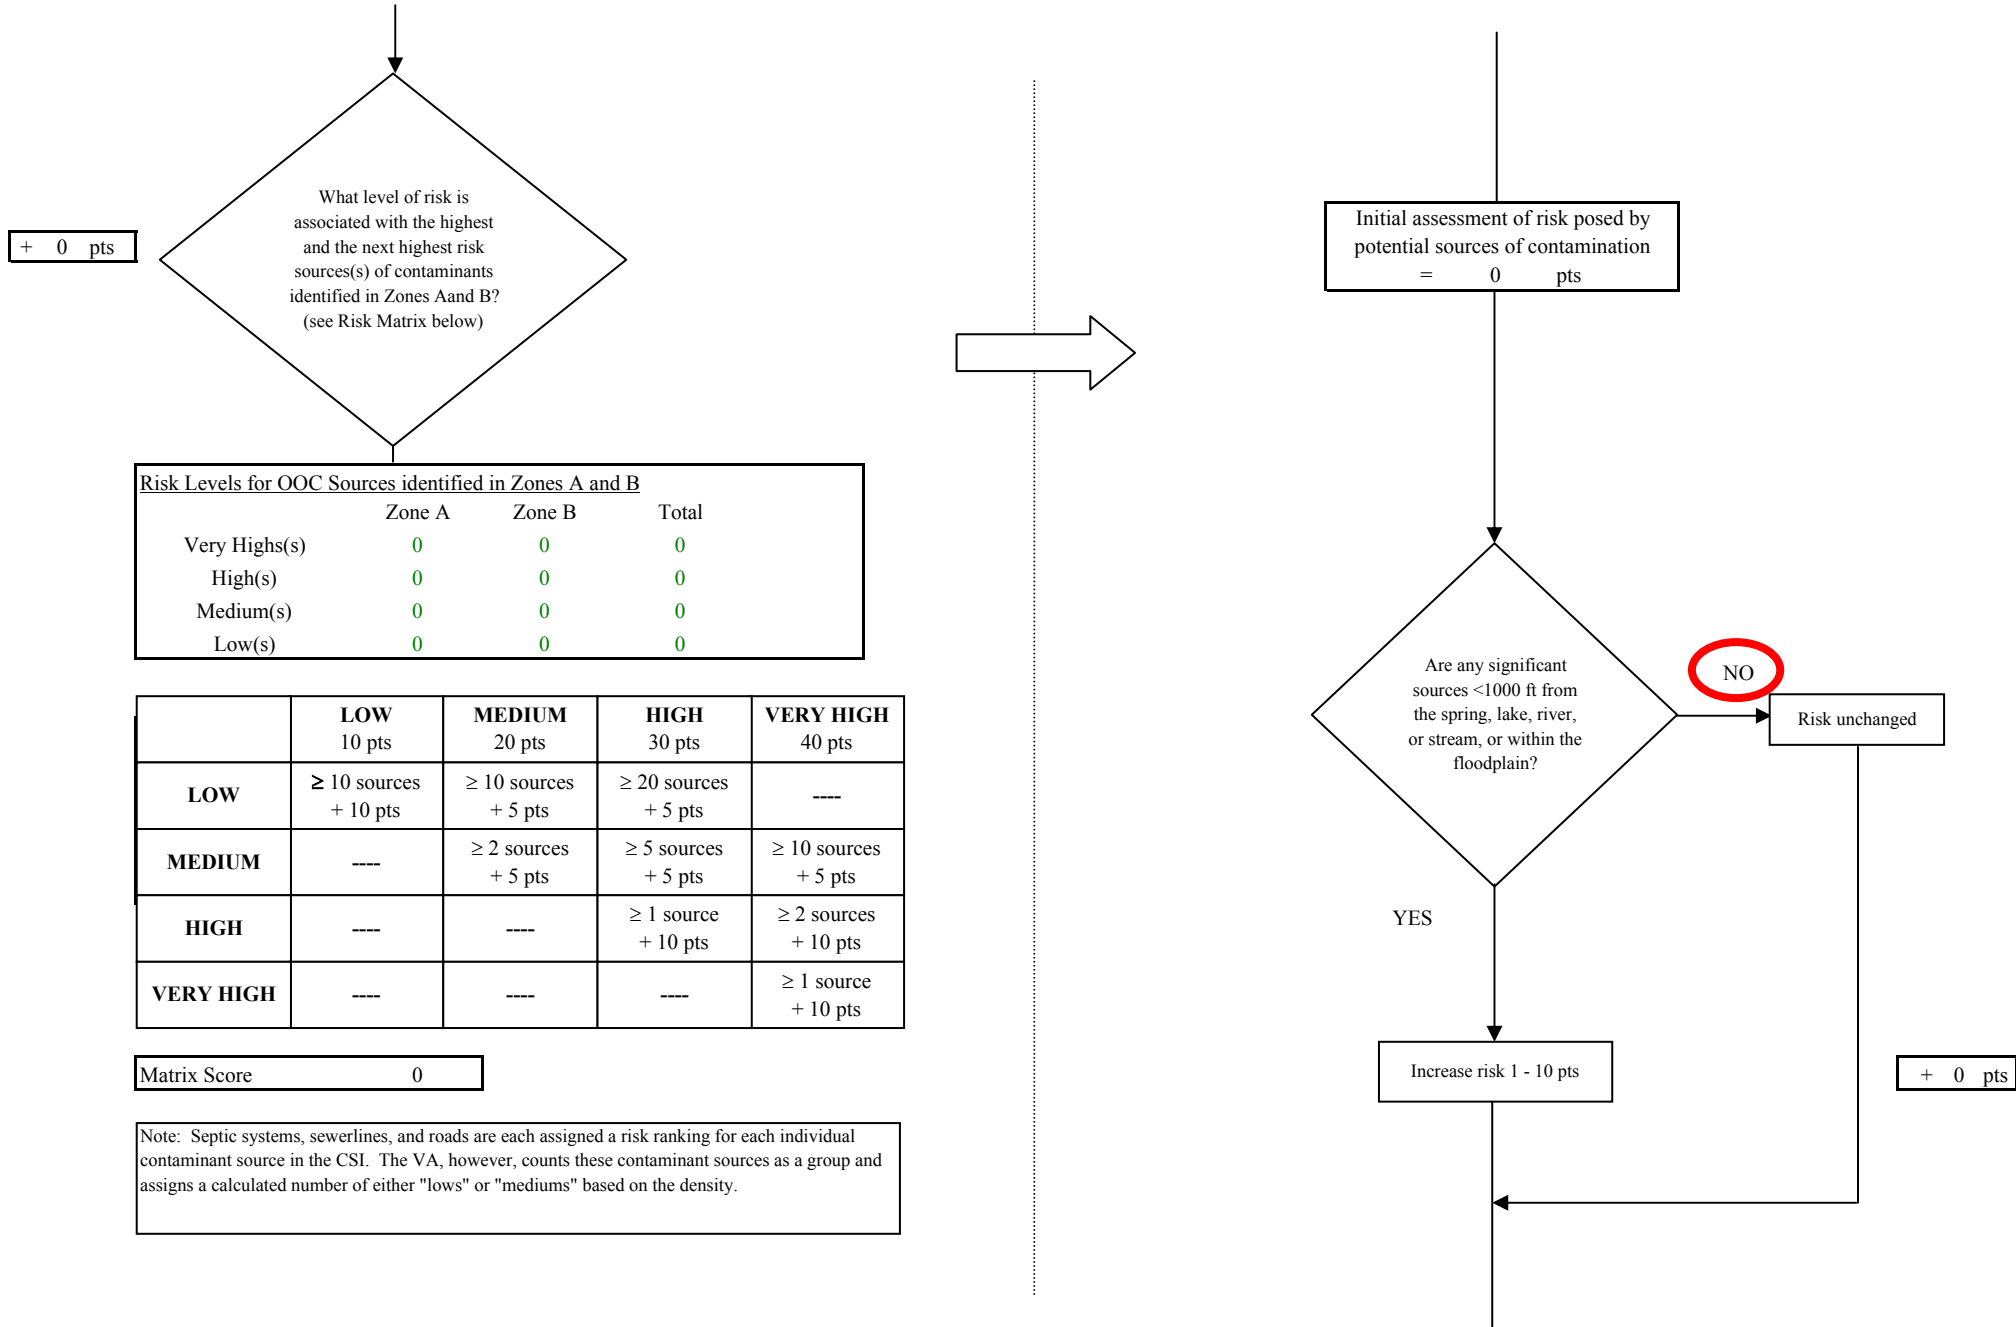 What level of risk is
associated with the highest
and the next highest risk
sources(s) of contaminants
identified in Zones Aand B?
(see Risk Matrix below)
+ 0 pts
Risk Levels for OOC Sources identified in Zones A and B
Zone A Zone B Total
Very Highs(s) 0 0 0
High(s) 0 0 0
Medium(s) 0 0 0
Low(s) 0 0 0
LOW MEDIUM HIGH VERY HIGH
10 pts 20 pts 30 pts 40 pts
LOW ≥ 10 sources ≥ 10 sources ≥ 20 sources ----
+ 10 pts + 5 pts + 5 pts
MEDIUM ---- ≥ 2 sources ≥ 5 sources ≥ 10 sources
+ 5 pts + 5 pts + 5 pts
HIGH ---- ---- ≥ 1 source ≥ 2 sources
+ 10 pts + 10 pts
VERY HIGH ---- ---- ---- ≥ 1 source
+ 10 pts
Matrix Score 0
Note: Septic systems, sewerlines, and roads are each assigned a risk ranking for each individual
contaminant source in the CSI. The VA, however, counts these contaminant sources as a group and
assigns a calculated number of either "lows" or "mediums" based on the density.
Initial assessment of risk posed by
potential sources of contamination
= 0 pts
Are any significant
sources <1000 ft from
the spring, lake, river,
or stream, or within the
floodplain?
NO
Risk unchanged
YES
Increase risk 1 - 10 pts
+ 0 pts